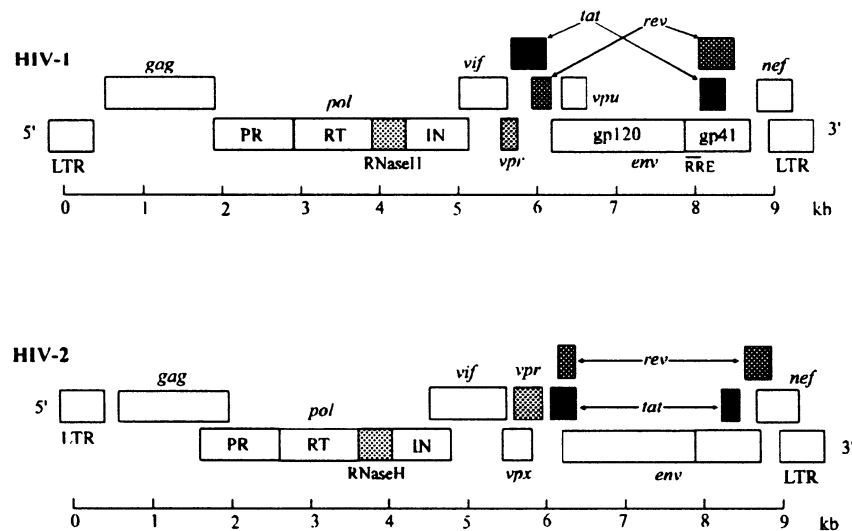 tat rev
HIV-1 gag vif nef
pol vpu
5' PR RT IN gp120 gp41 3'
LTR RNaseH vpr env RRE LTR
0 1 2 3 4 5 6 7 8 9 kb
HIV-2 gag vif vpr rev nef
5' pol tat
LTR PR RT IN 3'
RNaseH vpx env LTR
0 1 2 3 4 5 6 7 8 9 kb